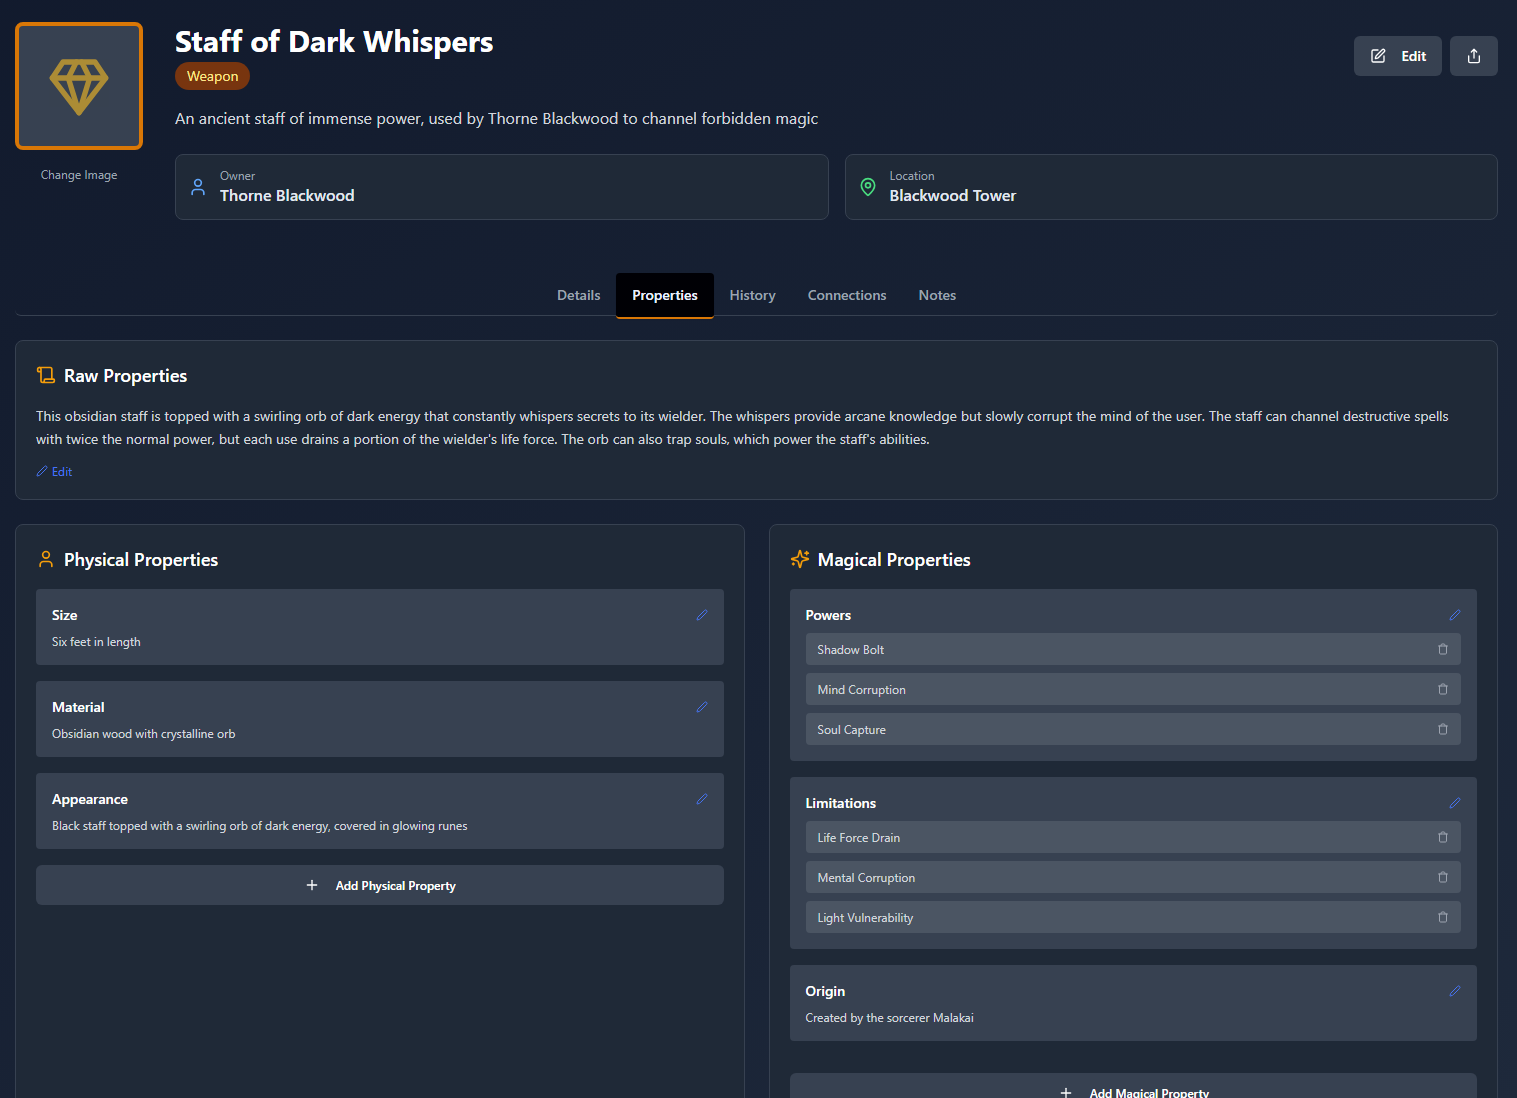 Staff of Dark Whispers
Weapon
Edit
An ancient staff of immense power, used by Thorne Blackwood to channel forbidden magic
Change Image
Owner
Thorne Blackwood
Location
Blackwood Tower
Details
Properties
History
Connections
Notes
Raw Properties
This obsidian staff is topped with a swirling orb of dark energy that constantly whispers secrets to its wielder. The whispers provide arcane knowledge but slowly corrupt the mind of the user. The staff can channel destructive spells
with twice the normal power, but each use drains a portion of the wielder's life force. The orb can also trap souls, which power the staff's abilities.
Edit
Physical Properties
Size
Six feet in length
Material
Obsidian wood with crystalline orb
Appearance
Black staff topped with a swirling orb of dark energy, covered in glowing runes
Add Physical Property
Magical Properties
Powers
Shadow Bolt
Mind Corruption
Soul Capture
Limitations
Life Force Drain
Mental Corruption
Light Vulnerability
Origin
Created by the sorcerer Malakai
Add Magical Property